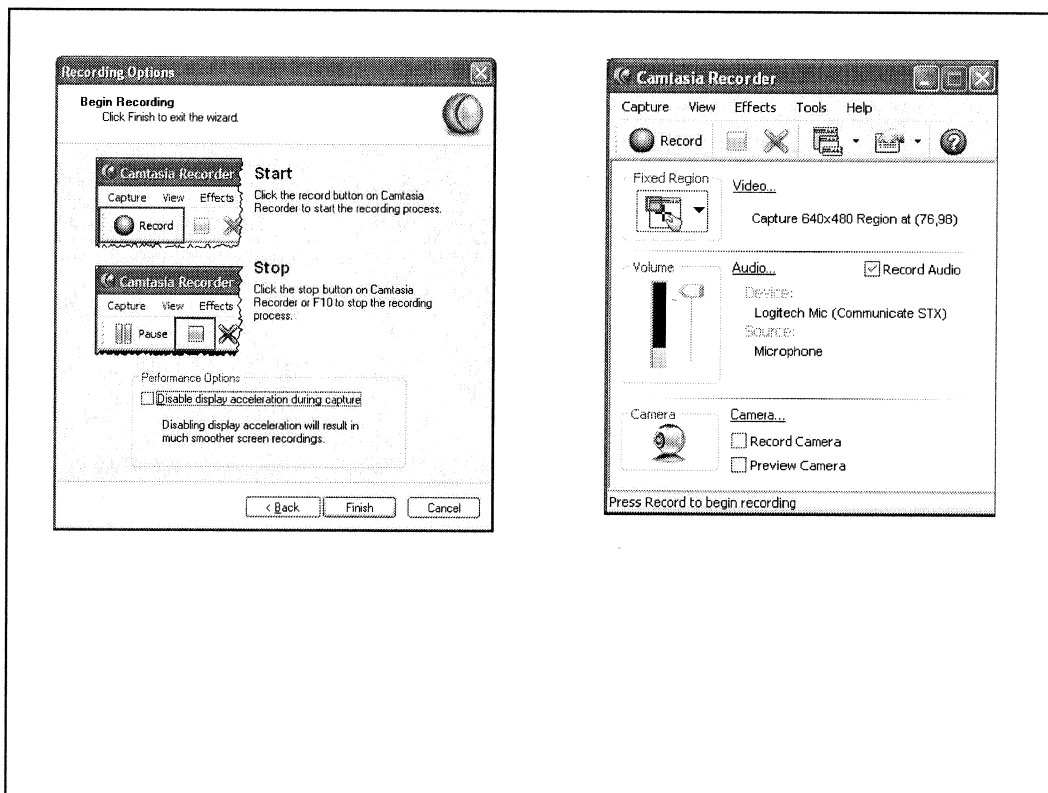 Recording Options
Begin Recording
Click Finish to exit the wizard.
Camtasia Recorder
Capture View Effects
Record
Start
Click the record button on Camtasia
Recorder to start the recording process.
Camtasia Recorder
Capture View Effects
Pause
Stop
Click the stop button on Camtasia
Recorder or F10 to stop the recording
process.
Performance Options
Disable display acceleration during capture
Disabling display acceleration will result in
much smoother screen recordings.
< Back Finish Cancel
Camtasia Recorder
Capture View Effects Tools Help
Record
Fixed Region
Video...
Capture 640x480 Region at (76,98)
Volume
Audio... Record Audio
Device:
Logitech Mic (Communicate STX)
Source:
Microphone
Camera
Camera...
Record Camera
Preview Camera
Press Record to begin recording